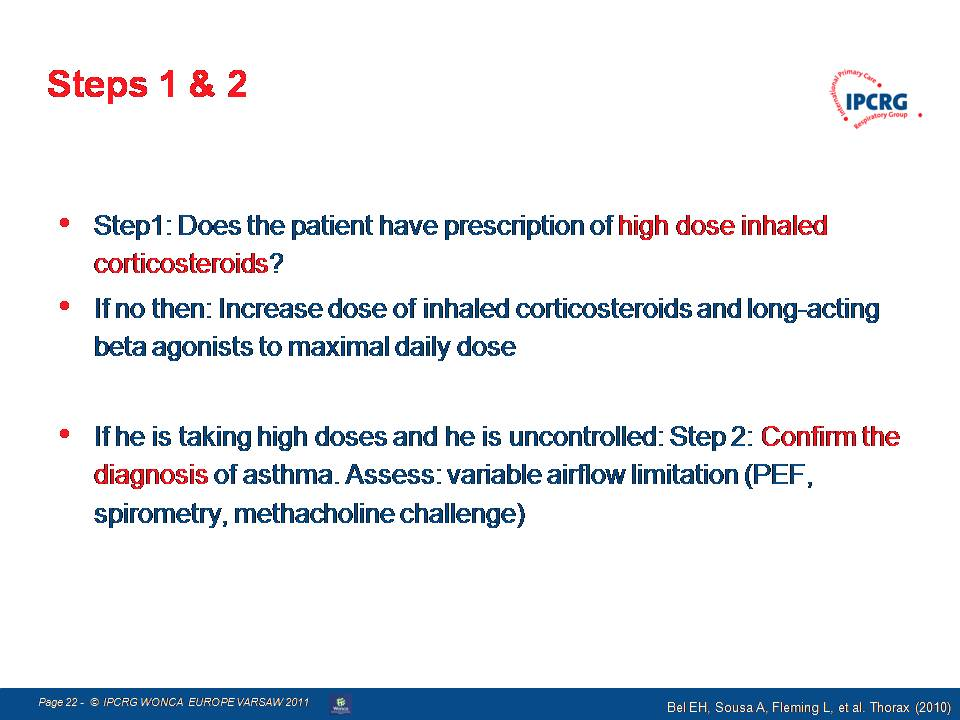 Steps 1 & 2
International Primary Care
IPCRG
Respiratory Group
• Step1: Does the patient have prescription of high dose inhaled
corticosteroids?
• If no then: Increase dose of inhaled corticosteroids and long-acting
beta agonists to maximal daily dose
• If he is taking high doses and he is uncontrolled: Step 2: Confirm the
diagnosis of asthma. Assess: variable airflow limitation (PEF,
spirometry, methacholine challenge)
Page 22 - © IPCRG WONCA EUROPE VARSAW 2011
Wonca
Bel EH, Sousa A, Fleming L, et al. Thorax (2010)